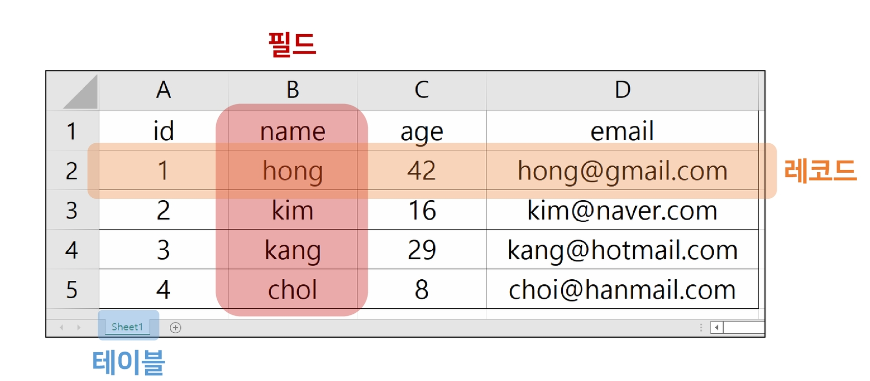 필드
A B C D
1 id name age email
2 1 hong 42 hong@gmail.com 레코드
3 2 kim 16 kim@naver.com
4 3 kang 29 kang@hotmail.com
5 4 chol 8 choi@hanmail.com
Sheet1
테이블